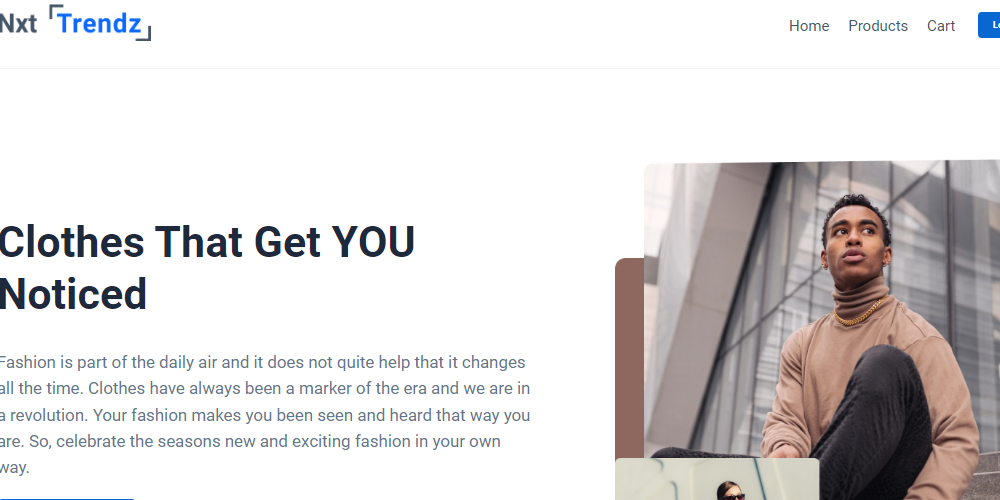 Nxt Trendz
Home Products Cart
Clothes That Get YOU
Noticed
Fashion is part of the daily air and it does not quite help that it changes
all the time. Clothes have always been a marker of the era and we are in
a revolution. Your fashion makes you been seen and heard that way you
are. So, celebrate the seasons new and exciting fashion in your own
way.